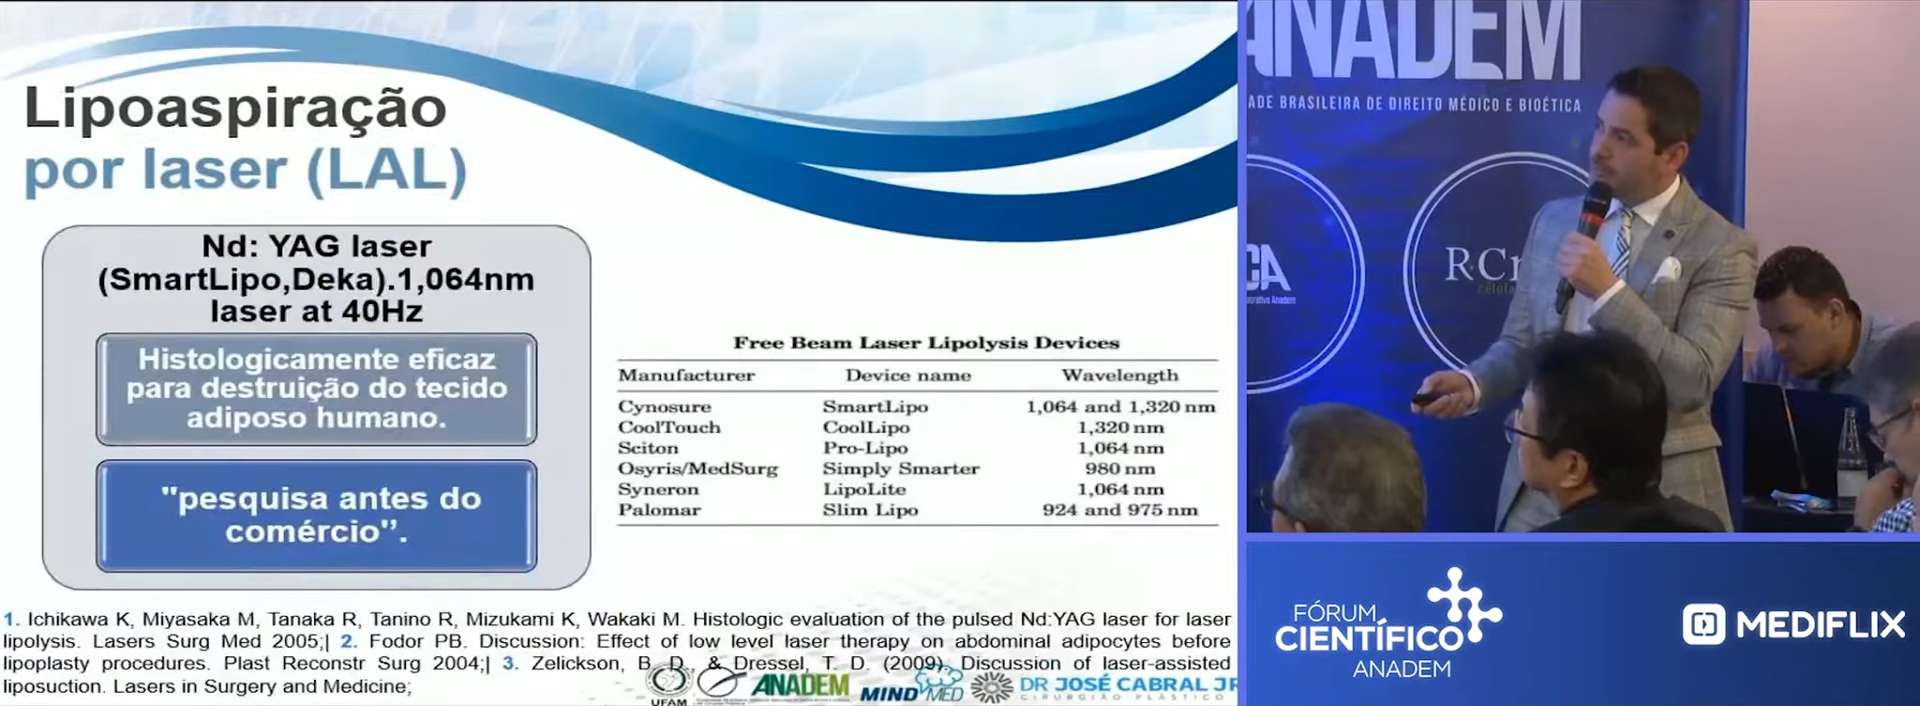 Lipoaspiração
por laser (LAL)
Nd: YAG laser
(SmartLipo,Deka).1,064nm
laser at 40Hz
Histologicamente eficaz
para destruição do tecido
adiposo humano.
"pesquisa antes do
comércio".
Free Beam Laser Lipolysis Devices
Manufacturer Device name Wavelength
Cynosure SmartLipo 1,064 and 1,320 nm
CoolTouch CoolLipo 1,320 nm
Sciton Pro-Lipo 1,064 nm
Osyris/MedSurg Simply Smarter 980 nm
Syneron LipoLite 1,064 nm
Palomar Slim Lipo 924 and 975 nm
1. Ichikawa K, Miyasaka M, Tanaka R, Tanino R, Mizukami K, Wakaki M. Histologic evaluation of the pulsed Nd:YAG laser for laser
lipolysis. Lasers Surg Med 2005;| 2. Fodor PB. Discussion: Effect of low level laser therapy on abdominal adipocytes before
lipoplasty procedures. Plast Reconstr Surg 2004;| 3. Zelickson, B. D., & Dressel, T. D. (2009). Discussion of laser-assisted
liposuction. Lasers in Surgery and Medicine;
UFAM
ANADEM
MIND MED
DR JOSÉ CABRAL JR
CIRURGIÃO PLÁSTICO
ANADEM
ADE BRASILEIRA DE DIREITO MÉDICO E BIOÉTICA
CA
Anadem
RCr
célula
FÓRUM
CIENTÍFICO
ANADEM
MEDIFLIX